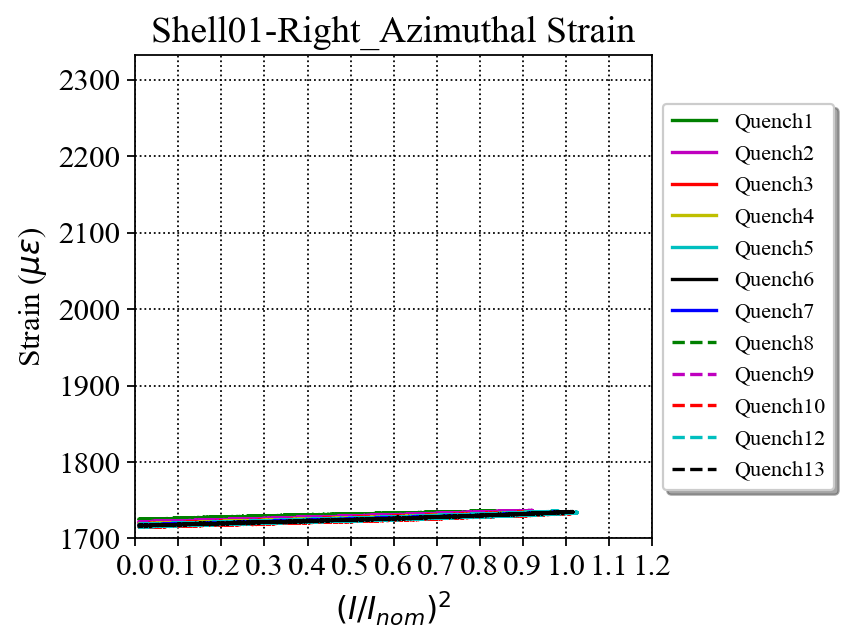 Shell01-Right_Azimuthal Strain
2300
2200
2100
2000
1900
1800
1700
Strain (με)
0.0 0.1 0.2 0.3 0.4 0.5 0.6 0.7 0.8 0.9 1.0 1.1 1.2
(I/I_nom)^2
Quench1
Quench2
Quench3
Quench4
Quench5
Quench6
Quench7
Quench8
Quench9
Quench10
Quench12
Quench13